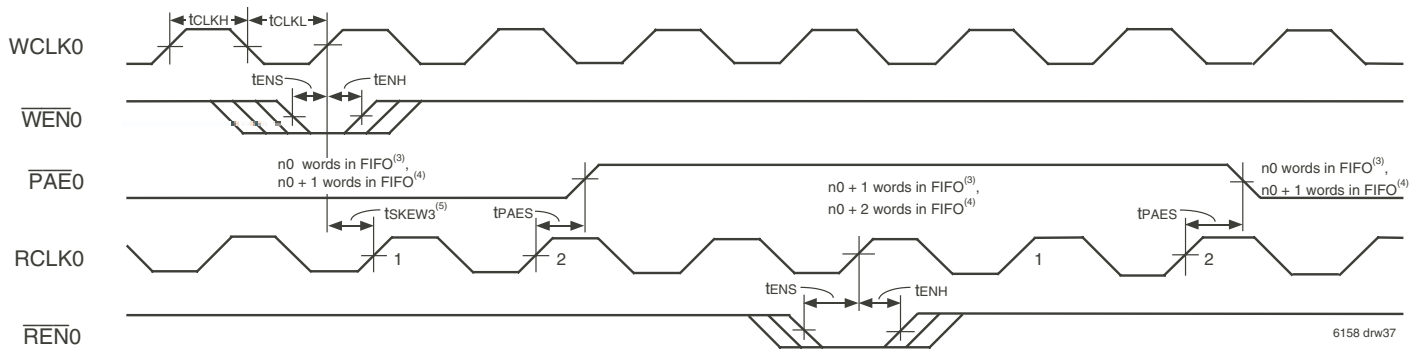 tCLKH tCLKL
WCLK0
tENS tENH
WEN0
n0 words in FIFO(3),
n0 + 1 words in FIFO(4)
PAE0
n0 + 1 words in FIFO(3),
n0 + 2 words in FIFO(4)
n0 words in FIFO(3),
n0 + 1 words in FIFO(4)
tSKEW3(5) tPAES tPAES
RCLK0
1 2 1 2
tENS tENH
REN0
6158 drw37